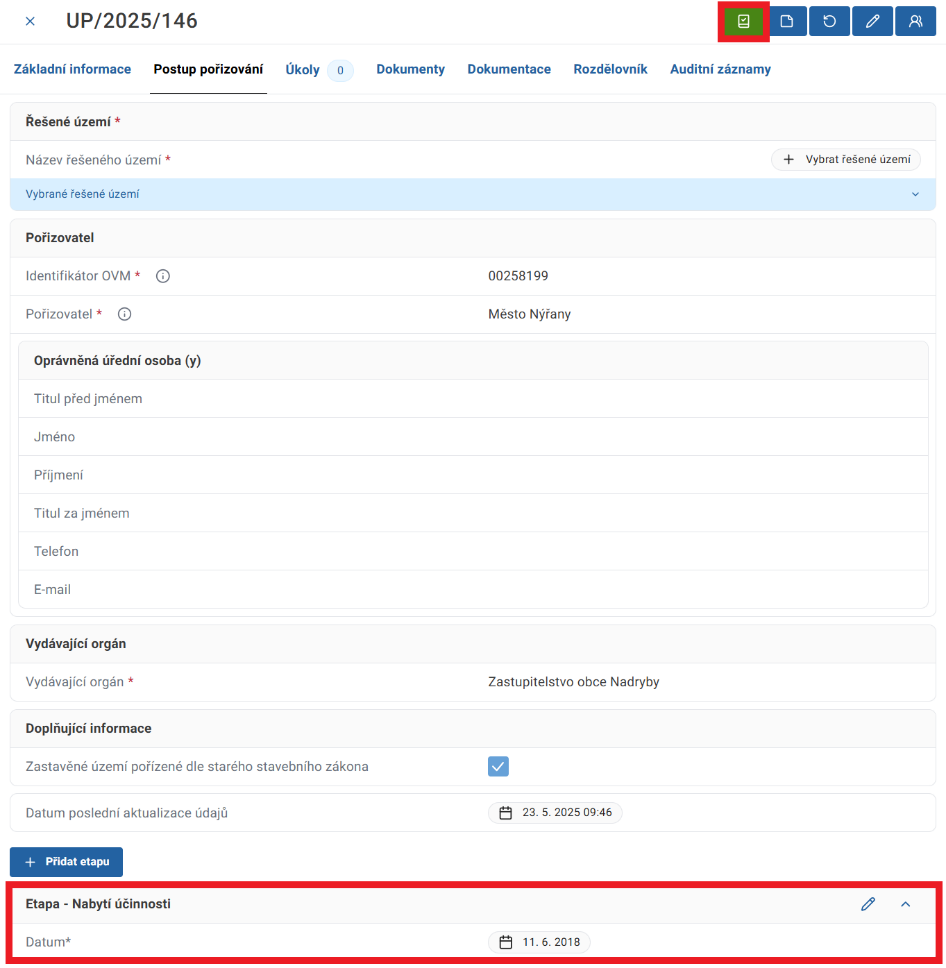 UP/2025/146
Základní informace Postup pořizování Úkoly 0 Dokumenty Dokumentace Rozdělovník Auditní záznamy
Řešené území *
Název řešeného území * Vybrat řešené území
Vybrané řešené území
Pořizovatel
Identifikátor OVM * 00258199
Pořizovatel * Město Nýřany
Oprávněná úřední osoba (y)
Titul před jménem
Jméno
Příjmení
Titul za jménem
Telefon
E-mail
Vydávající orgán
Vydávající orgán * Zastupitelstvo obce Nadryby
Doplňující informace
Zastavěné území pořízené dle starého stavebního zákona
Datum poslední aktualizace údajů 23. 5. 2025 09:46
Přidat etapu
Etapa - Nabytí účinnosti
Datum* 11. 6. 2018